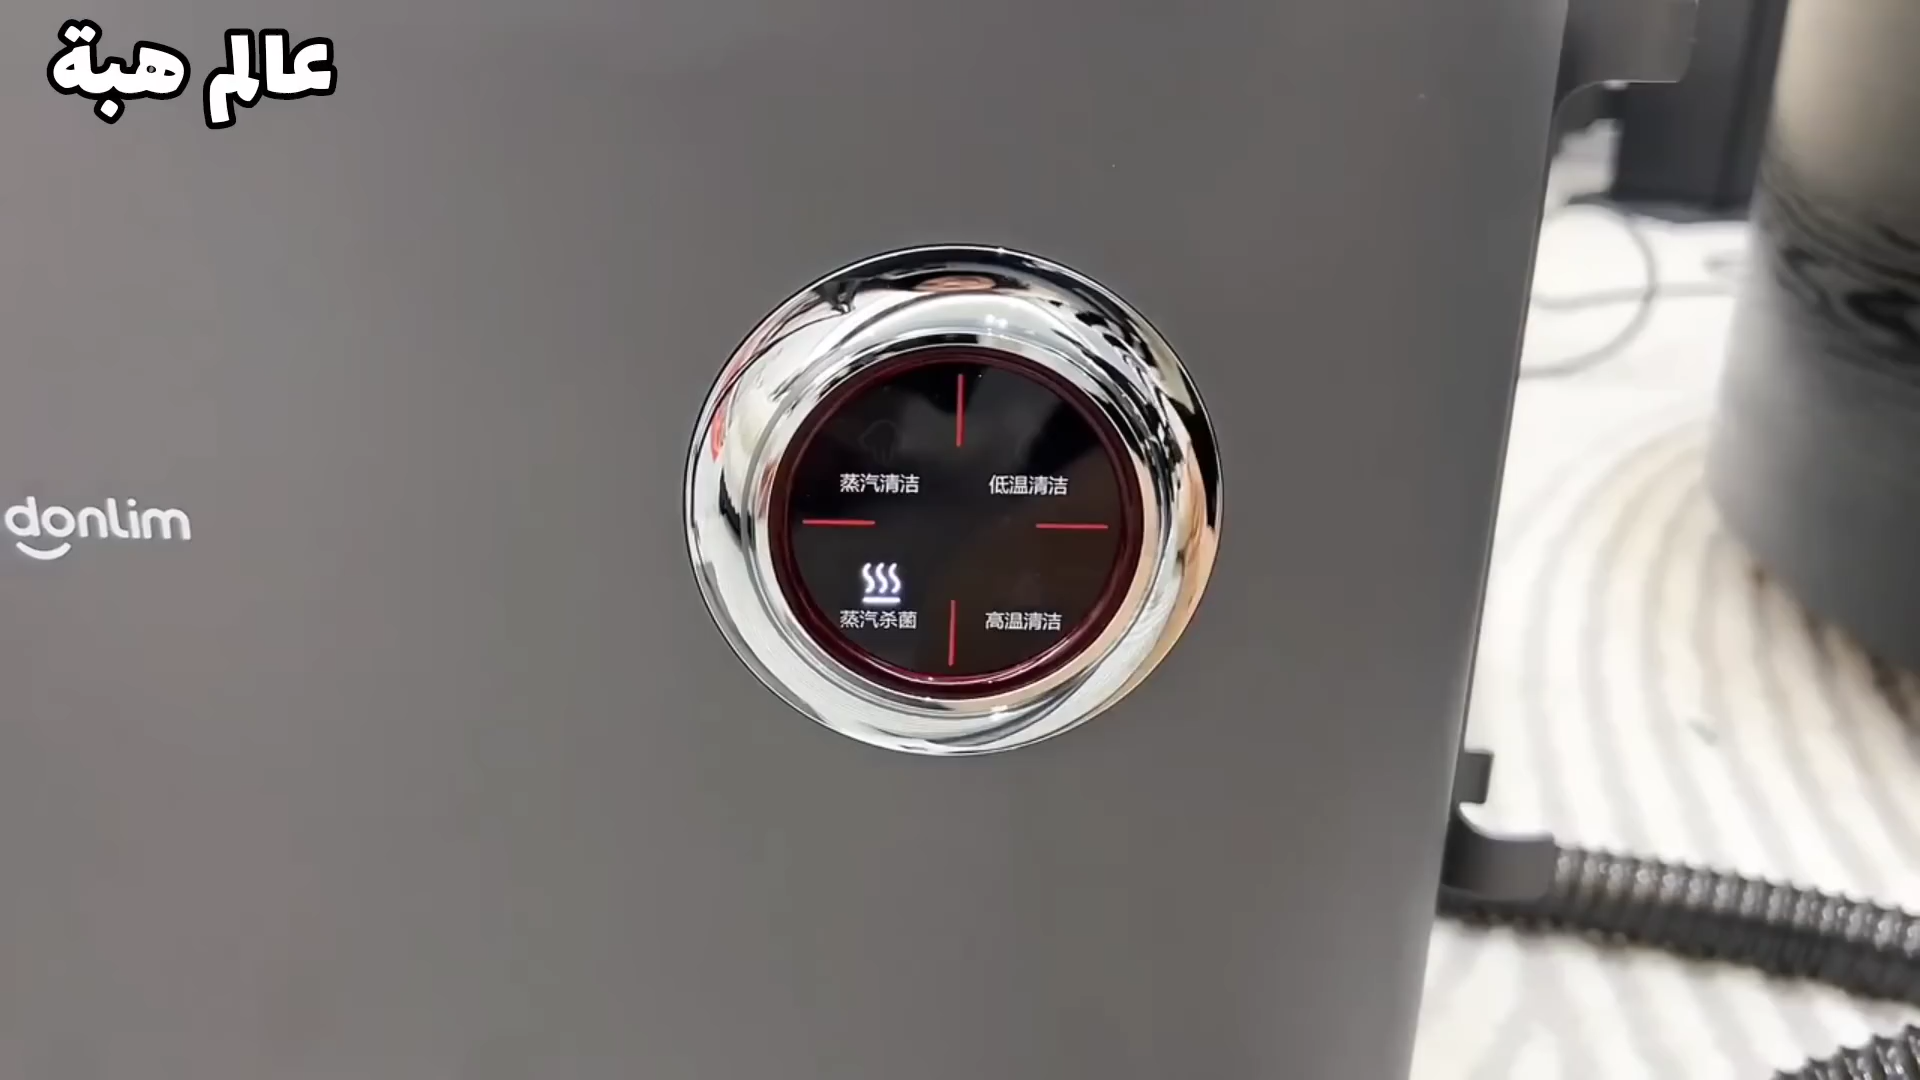 عالم هبة
donlim
蒸汽清洁
低温清洁
蒸汽杀菌
高温清洁